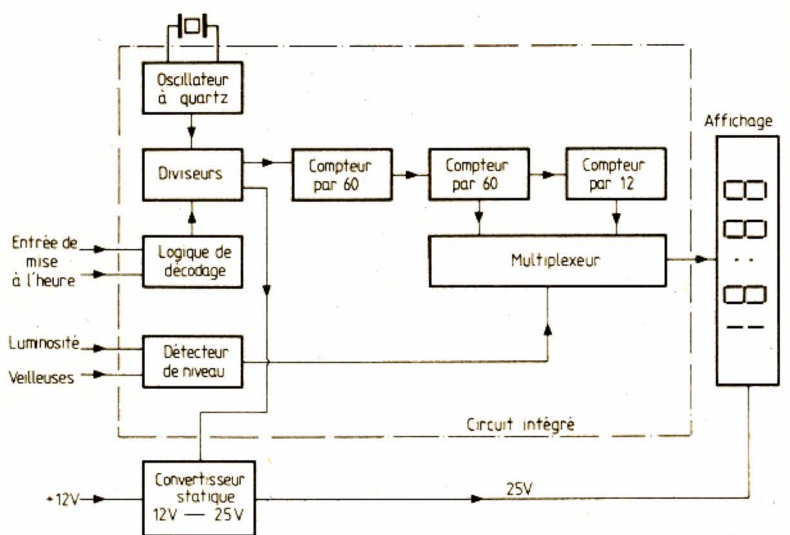 Oscillateur
à quartz
Affichage
Diviseurs
Compteur
par 60
Compteur
par 60
Compteur
par 12
Entrée de
mise
à l'heure
Logique de
décodage
Multiplexeur
Luminosité
Veilleuses
Détecteur
de niveau
Circuit intégré
+12V
Convertisseur
statique
12V — 25V
25V